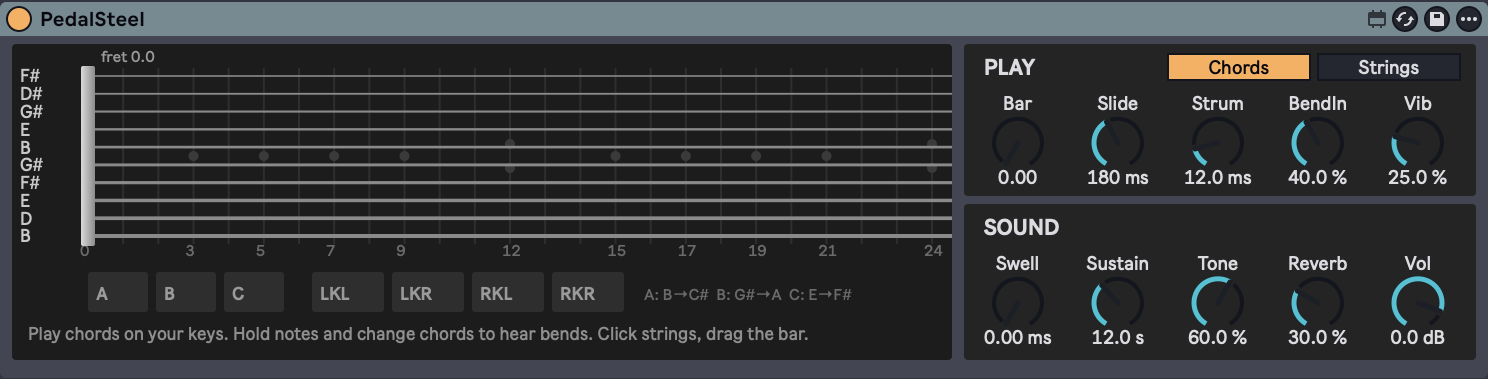 PedalSteel
fret 0.0
F#
D#
G#
E
B
G#
F#
E
D
B
0 3 5 7 9 12 15 17 19 21 24
A B C LKL LKR RKL RKR A: B→C# B: G#→A C: E→F#
Play chords on your keys. Hold notes and change chords to hear bends. Click strings, drag the bar.
PLAY Chords Strings
Bar Slide Strum BendIn Vib
0.00 180 ms 12.0 ms 40.0 % 25.0 %
SOUND
Swell Sustain Tone Reverb Vol
0.00 ms 12.0 s 60.0 % 30.0 % 0.0 dB